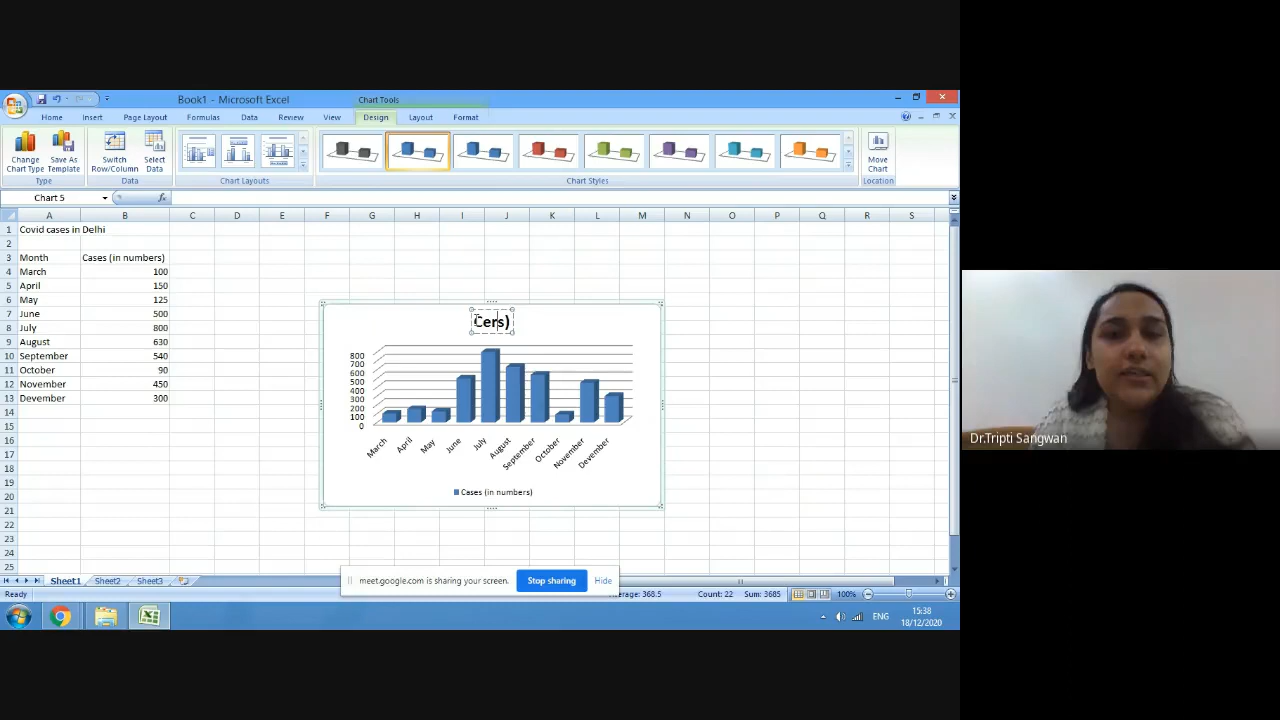 Book1 - Microsoft Excel
Chart Tools
Home Insert Page Layout Formulas Data Review View Design Layout Format
Change Chart Type
Save As Template
Switch Row/Column
Select Data
Move Chart
Type Data Chart Layouts Chart Styles Location
Chart 5 fx
A B C D E F G H I J K L M N O P Q R S
1 Covid cases in Delhi
2
3 Month Cases (in numbers)
4 March 100
5 April 150
6 May 125
7 June 500
8 July 800
9 August 630
10 September 540
11 October 90
12 November 450
13 Devember 300
14
15
16
17
18
19
20
21
22
23
24
25
Cers)
800
700
600
500
400
300
200
100
0
March April May June July August September October November Devember
Cases (in numbers)
Sheet1 Sheet2 Sheet3
meet.google.com is sharing your screen. Stop sharing Hide
Ready
Count: 22 Sum: 3685 100%
ENG
15:38
18/12/2020
Dr.Tripti Sangwan